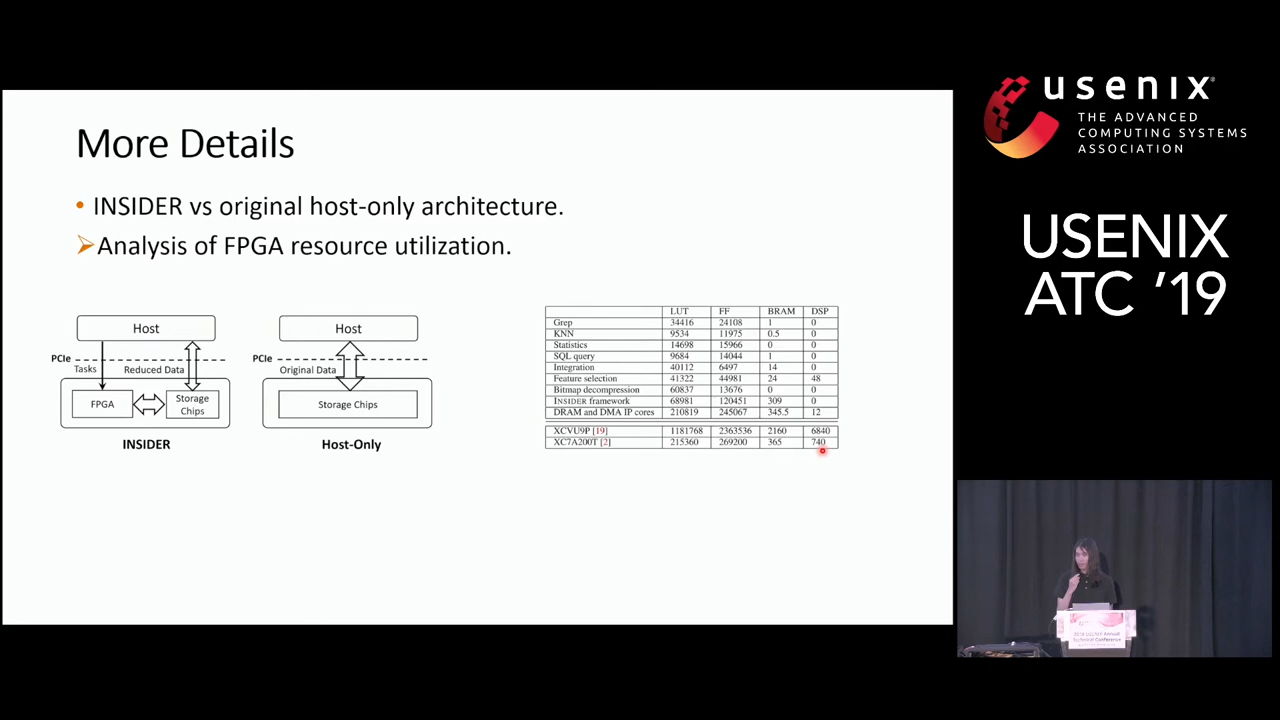 usenix
THE ADVANCED
COMPUTING SYSTEMS
ASSOCIATION
USENIX
ATC '19
More Details
• INSIDER vs original host-only architecture.
➢Analysis of FPGA resource utilization.
Host
PCIe
Tasks
Reduced Data
FPGA
Storage
Chips
INSIDER
Host
PCIe
Original Data
Storage Chips
Host-Only
LUT FF BRAM DSP
Grep 34416 24108 1 0
KNN 9534 11975 0.5 0
Statistics 14698 15966 0 0
SQL query 9684 14044 1 0
Integration 40112 6497 14 0
Feature selection 41322 44981 24 48
Bitmap decompression 60837 13676 0 0
INSIDER framework 68981 120451 309 0
DRAM and DMA IP cores 210819 245067 345.5 12
XCVU9P [19] 1181768 2363536 2160 6840
XC7A200T [2] 215360 269200 365 740
2019 USENIX Annual
Technical Conference